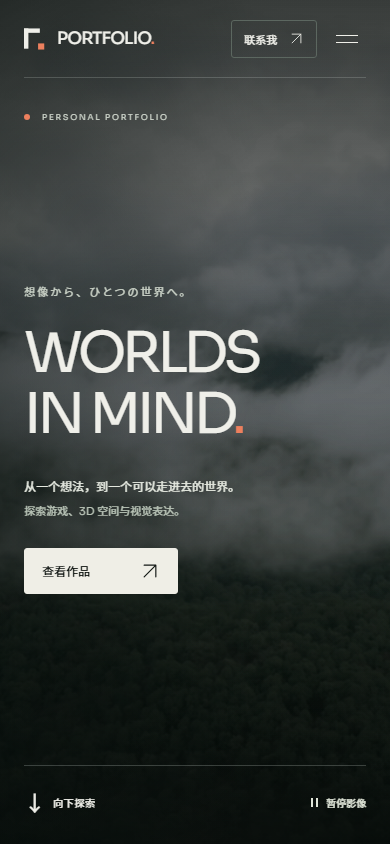 PORTFOLIO.
联系我
PERSONAL PORTFOLIO
想像から、ひとつの世界へ。
WORLDS
IN MIND.
从一个想法，到一个可以走进去的世界。
探索游戏、3D 空间与视觉表达。
查看作品
向下探索
暂停影像